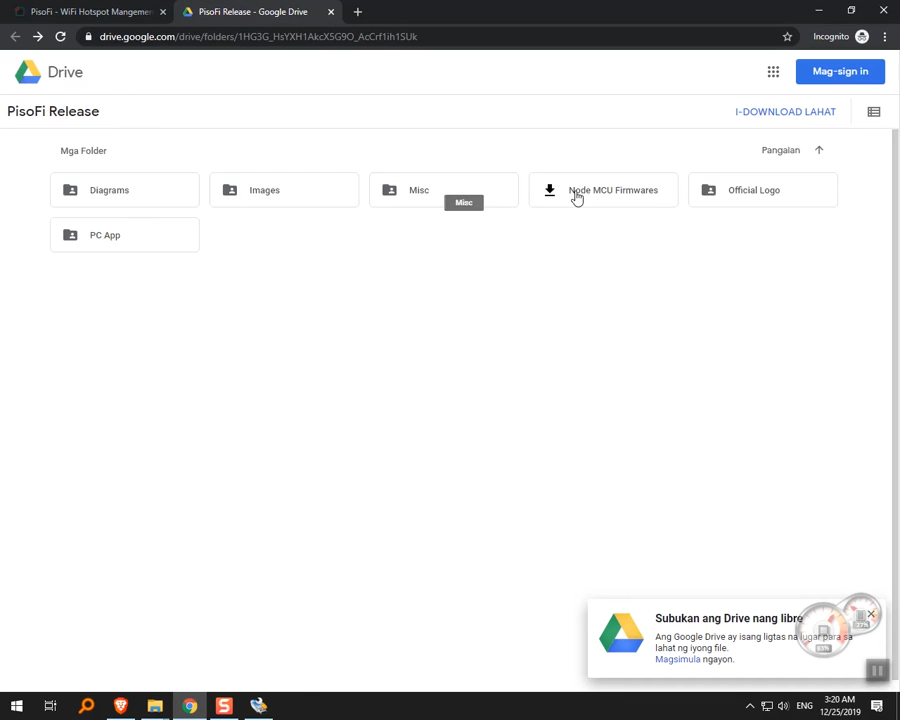 PisoFi - WiFi Hotspot Mangemen
PisoFi Release - Google Drive
drive.google.com/drive/folders/1HG3G_HsYXH1AkcX5G9O_AcCrf1ih1SUk
Incognito
Drive
Mag-sign in
PisoFi Release
I-DOWNLOAD LAHAT
Mga Folder
Pangalan
Diagrams
Images
Misc
Node MCU Firmwares
Official Logo
Misc
PC App
Subukan ang Drive nang libre
Ang Google Drive ay isang ligtas na lugar para sa
lahat ng iyong file.
Magsimula ngayon.
63%
27%
ENG
3:20 AM
12/25/2019